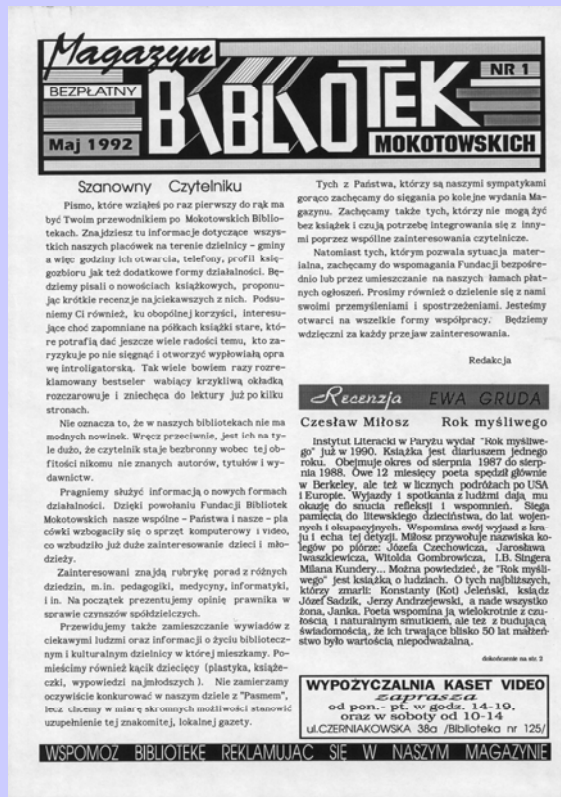 Magazyn
BEZPŁATNY
NR 1
BIBLIOTEK
Maj 1992
MOKOTOWSKICH
Szanowny Czytelniku
Pismo, które wziąłeś po raz pierwszy do rąk ma
być Twoim przewodnikiem po Mokotowskich Biblio-
tekach. Znajdziesz tu informacje dotyczące wszys-
tkich naszych placówek na terenie dzielnicy - gminy
a więc godziny ich otwarcia, telefony, profil księ-
gozbioru jak też dodatkowe formy działalności. Bę-
dziemy pisali o nowościach książkowych, proponu-
jąc krótkie recenzje najciekawszych z nich. Podsu-
niemy Ci również, ku obopólnej korzyści, interesu-
jące choć zapomniane na półkach książki stare, któ-
re potrafią dać jeszcze wiele radości temu, kto za-
ryzykuje po nie sięgnąć i otworzyć wypłowiałą opra
wę introligatorską. Tak wiele bowiem razy rozre-
klamowany bestseler wabiący krzykliwą okładką
rozczarowuje i zniechęca do lektury już po kilku
stronach.
Nie oznacza to, że w naszych bibliotekach nie ma
modnych nowinek. Wręcz przeciwnie, jest ich na ty-
le dużo, że czytelnik staje bezbronny wobec tej ob-
fitości nikomu nie znanych autorów, tytułów i wy-
dawnictw.
Pragniemy służyć informacją o nowych formach
działalności. Dzięki powołaniu Fundacji Bibliotek
Mokotowskich nasze wspólne - Państwa i nasze - pla
cówki wzbogaciły się o sprzęt komputerowy i video,
co wzbudziło już duże zainteresowanie dzieci i mło-
dzieży.
Zainteresowani znajdą rubrykę porad z różnych
dziedzin, m.in. pedagogiki, medycyny, informatyki,
i in. Na początek prezentujemy opinię prawnika w
sprawie czynszów spółdzielczych.
Przewidujemy także zamieszczanie wywiadów z
ciekawymi ludzmi oraz informacji o życiu bibliotecz-
nym i kulturalnym dzielnicy w której mieszkamy. Po-
mieścimy również kącik dziecięcy (plastyka, książe-
czki, wypowiedzi najmłodszych ). Nie zamierzamy
oczywiście konkurować w naszym dziele z "Pasmem",
lecz chcemy w miarę skromnych możliwości stanowić
uzupełnienie tej znakomitej, lokalnej gazety.
Tych z Państwa, którzy są naszymi sympatykami
gorąco zachęcamy do sięgania po kolejne wydania Ma-
gazynu. Zachęcamy także tych, którzy nie mogą żyć
bez książek i czują potrzebę integrowania się z inny-
mi poprzez wspólne zainteresowania czytelnicze.
Natomiast tych, którym pozwala sytuacja mater-
ialna, zachęcamy do wspomagania Fundacji bezpośre-
dnio lub przez umieszczanie na naszych łamach płat-
nych ogłoszeń. Prosimy również o dzielenie się z nami
swoimi przemyśleniami i spostrzeżeniami. Jesteśmy
otwarci na wszelkie formy współpracy. Będziemy
wdzięczni za każdy przejaw zainteresowania.
Redakcja
Recenzja EWA GRUDA
Czesław Miłosz Rok myśliwego
Instytut Literacki w Paryżu wydał "Rok myśliwe-
go" już w 1990. Książka jest diariuszem jednego
roku. Obejmuje okres od sierpnia 1987 do sierp-
nia 1988. Owe 12 miesięcy poeta spędził głównie
w Berkeley, ale też w licznych podróżach po USA
i Europie. Wyjazdy i spotkania z ludźmi dają mu
okazję do snucia refleksji i wspomnień. Sięga
pamięcią do litewskiego dzieciństwa, do lat wojen-
nych i okupacyjnych. Wspomina swój wyjazd z kra-
ju i echa tej detyzji. Miłosz przywołuje nazwiska ko-
legów po piórze: Józefa Czechowicza, Jarosława
Iwaszkiewicza, Witolda Gombrowicza, I.B. Singera
Milana Kundery... Można powiedzieć, że "Rok myśli-
wego" jest książką o ludziach. O tych najbliższych,
którzy zmarli: Konstanty (Kot) Jeleński, ksiądz
Józef Sadzik, Jerzy Andrzejewski, a nade wszystko
żona, Janka. Poeta wspomina ją wielokrotnie z czu-
łością i naturalnym smutkiem, ale też z budującą
świadomością, że ich trwające blisko 50 lat małżeń-
stwo było wartością niepodważalną.
dokończenie na str. 3
WYPOŻYCZALNIA KASET VIDEO
zaprasza
od pon.- pt. w godz. 14-19,
oraz w soboty od 10-14
ul.CZERNIAKOWSKA 38a /Biblioteka nr 125/
WSPOMÓŻ BIBLIOTEKĘ REKLAMUJĄC SIĘ W NASZYM MAGAZYNIE